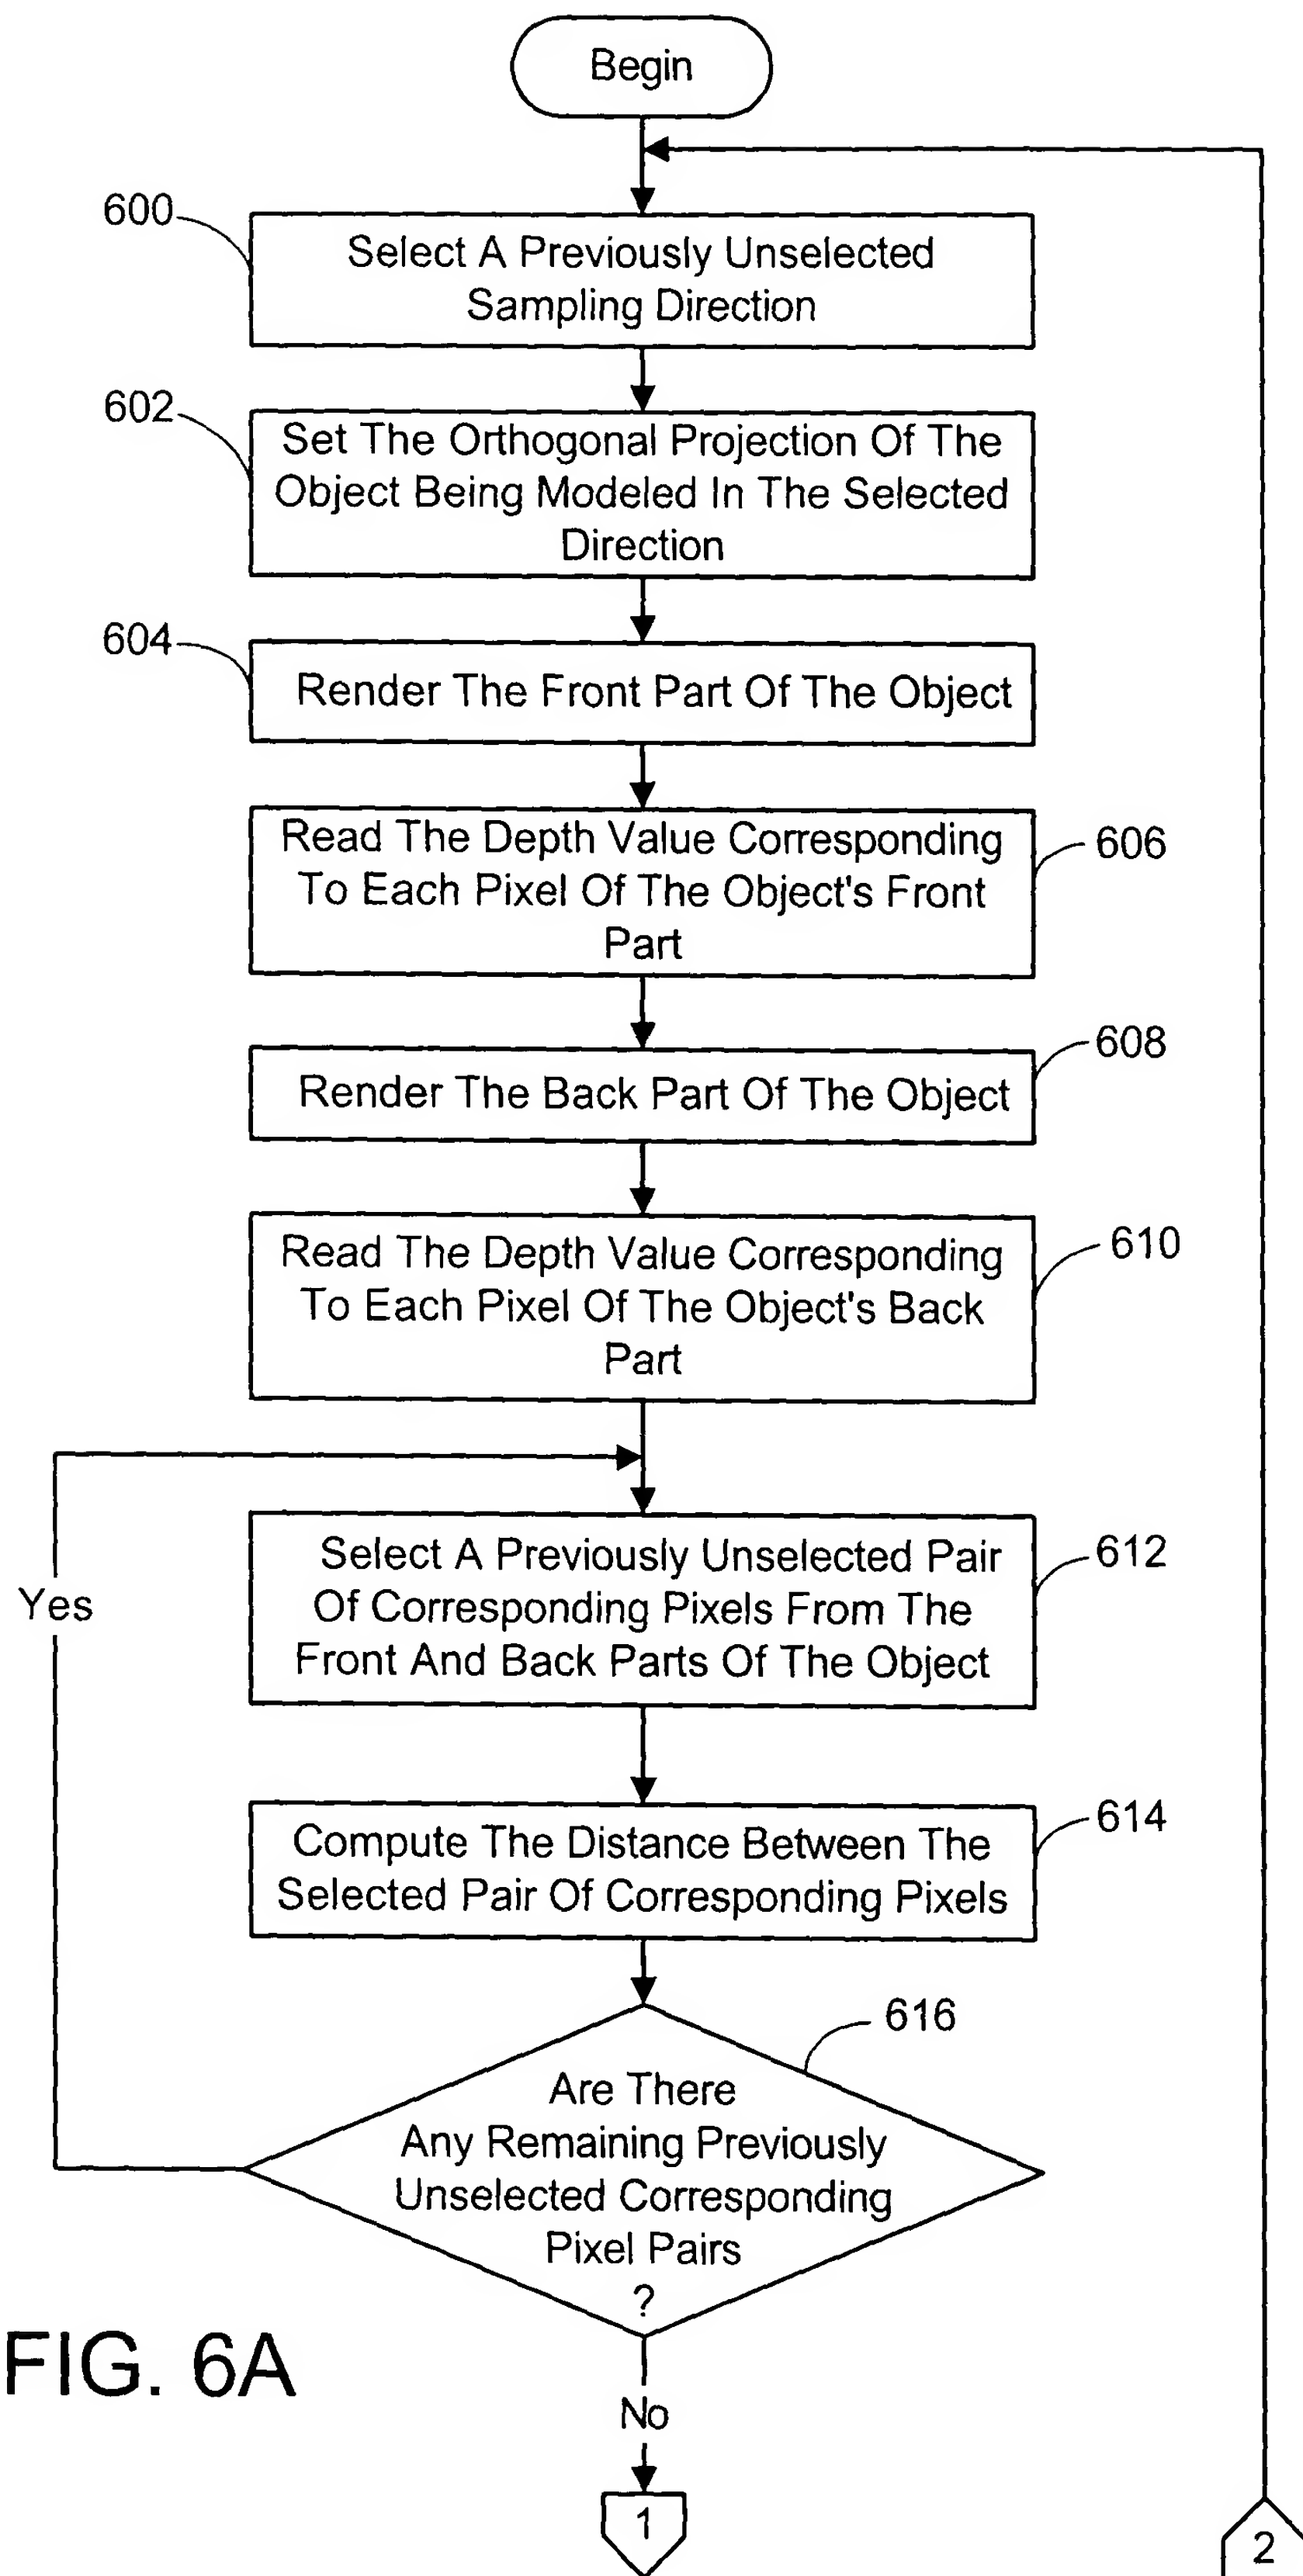 Begin
600
Select A Previously Unselected
Sampling Direction
602
Set The Orthogonal Projection Of The
Object Being Modeled In The Selected
Direction
604
Render The Front Part Of The Object
Read The Depth Value Corresponding
To Each Pixel Of The Object's Front
Part
606
Render The Back Part Of The Object
608
Read The Depth Value Corresponding
To Each Pixel Of The Object's Back
Part
610
Select A Previously Unselected Pair
Of Corresponding Pixels From The
Front And Back Parts Of The Object
612
Yes
Compute The Distance Between The
Selected Pair Of Corresponding Pixels
614
616
Are There
Any Remaining Previously
Unselected Corresponding
Pixel Pairs
?
FIG. 6A
No
1
2